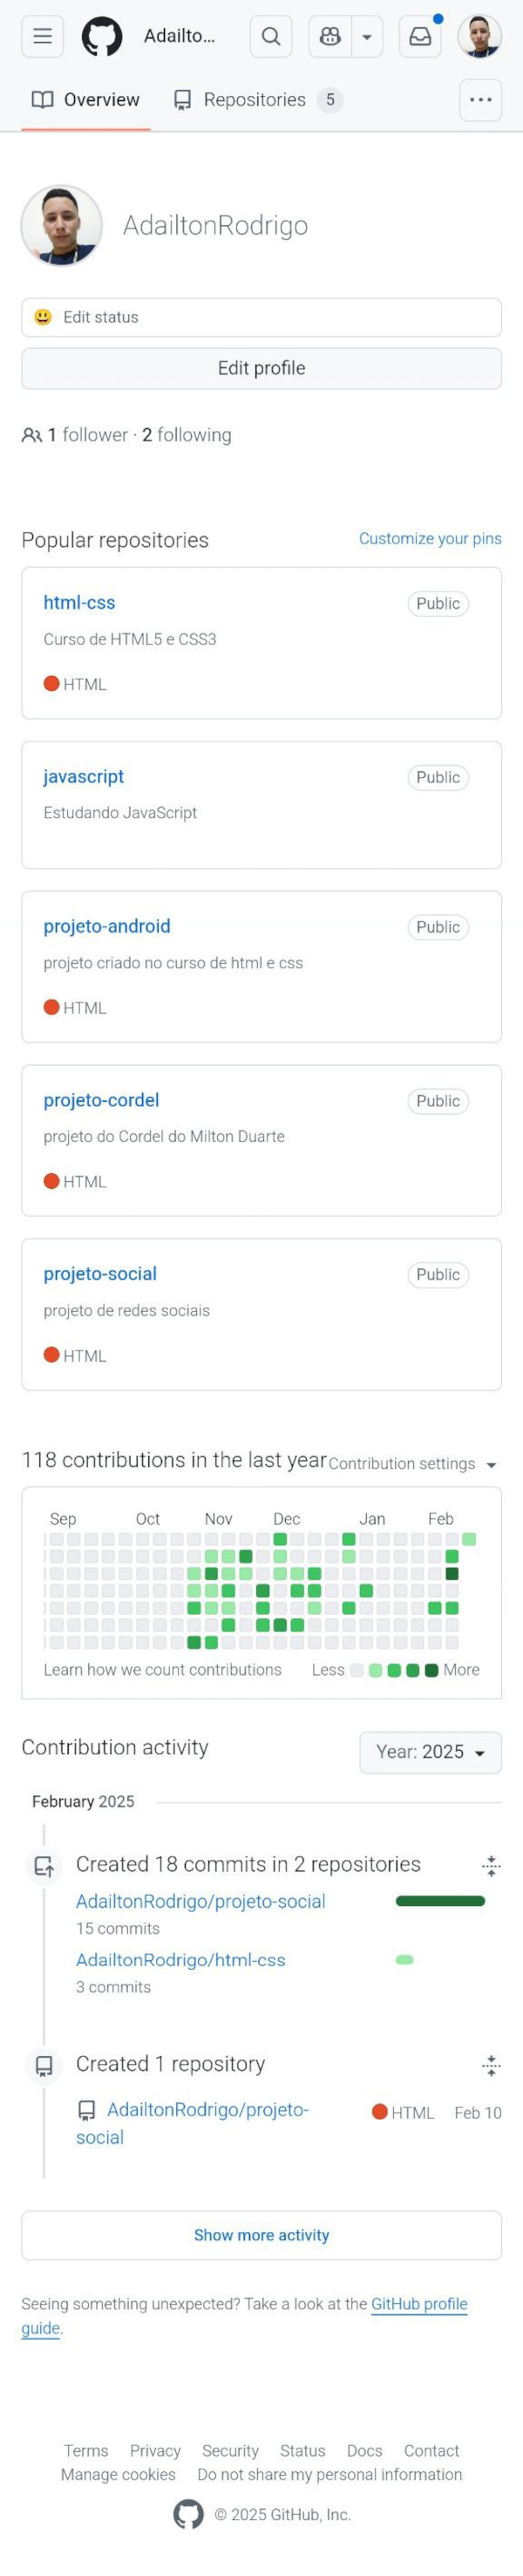 Adailto...
Overview
Repositories 5
AdailtonRodrigo
Edit status
Edit profile
1 follower · 2 following
Popular repositories
Customize your pins
html-css
Public
Curso de HTML5 e CSS3
HTML
javascript
Public
Estudando JavaScript
projeto-android
Public
projeto criado no curso de html e css
HTML
projeto-cordel
Public
projeto do Cordel do Milton Duarte
HTML
projeto-social
Public
projeto de redes sociais
HTML
118 contributions in the last year
Contribution settings
Sep Oct Nov Dec Jan Feb
Learn how we count contributions
Less More
Contribution activity
Year: 2025
February 2025
Created 18 commits in 2 repositories
AdailtonRodrigo/projeto-social
15 commits
AdailtonRodrigo/html-css
3 commits
Created 1 repository
AdailtonRodrigo/projeto-
social
HTML Feb 10
Show more activity
Seeing something unexpected? Take a look at the GitHub profile
guide.
Terms Privacy Security Status Docs Contact
Manage cookies Do not share my personal information
© 2025 GitHub, Inc.